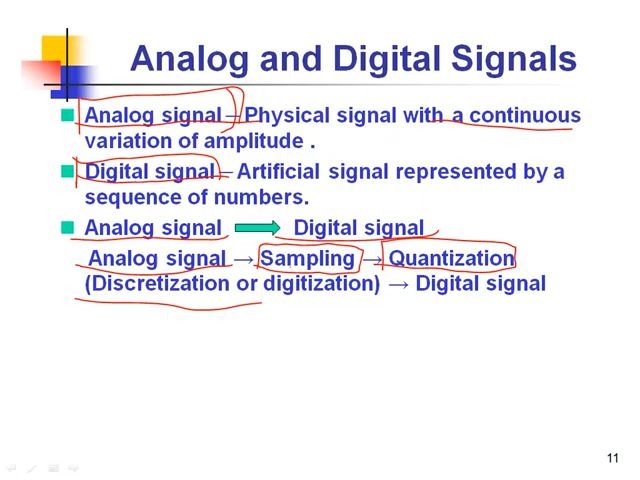 Analog and Digital Signals
Analog signal – Physical signal with a continuous
variation of amplitude .
Digital signal – Artificial signal represented by a
sequence of numbers.
Analog signal Digital signal
Analog signal → Sampling → Quantization
(Discretization or digitization) → Digital signal
11